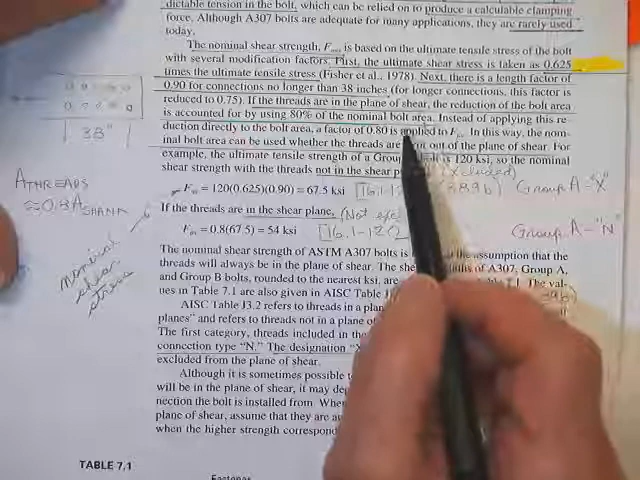 dictable tension in the bolt, which can be relied on to produce a calculable clamping
force. Although A307 bolts are adequate for many applications, they are rarely used
today.
The nominal shear strength, is based on the ultimate tensile stress of the bolt
with several modification factors. First, the ultimate shear stress is taken as 0.625
times the ultimate tensile stress (Fisher et al., 1978). Next, there is a length factor of
0.90 for connections no longer than 38 inches (for longer connections, this factor is
reduced to 0.75). If the threads are in the plane of shear, the reduction of the bolt area
is accounted for by using 80% of the nominal bolt area. Instead of applying this re-
duction directly to the bolt area, a factor of 0.80 is applied to In this way, the nom-
inal bolt area can be used whether the threads are out of the plane of shear. For
example, the ultimate tensile strength of a Group bolt is 120 ksi, so the nominal
shear strength with the threads not in the shear
38"
ATHREADS
≈0.8ASHANK
= 120(0.625)(0.90) = 67.5 ksi
Group A = "X"
If the threads are in the shear plane, (Not
= 0.8(67.5) = 54 ksi [16.1-120
Group A - "N"
nominal
shear
stress
The nominal shear strength of ASTM A307 bolts is the assumption that the
threads will always be in the plane of shear. The of A307, Group A,
and Group B bolts, rounded to the nearest ksi, are The val-
ues in Table 7.1 are also given in AISC Table
AISC Table J3.2 refers to threads in a
planes" and refers to threads not in a plane of
The first category, threads included in the
connection type "N." The designation
excluded from the plane of shear.
Although it is sometimes possible
will be in the plane of shear, it may
nection the bolt is installed from.
plane of shear, assume that they are
when the higher strength
TABLE 7.1